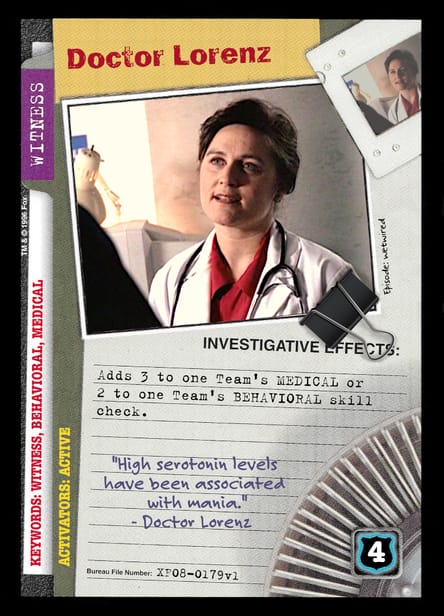 Doctor Lorenz
WITNESS
TM & © 1996 Fox
KEYWORDS: WITNESS, BEHAVIORAL, MEDICAL
ACTIVATORS: ACTIVE
Episode: wetwired
INVESTIGATIVE EFFECTS:
Adds 3 to one Team's MEDICAL or
2 to one Team's BEHAVIORAL skill
check.
"High serotonin levels
have been associated
with mania."
- Doctor Lorenz
4
Bureau File Number: XF08-0179v1